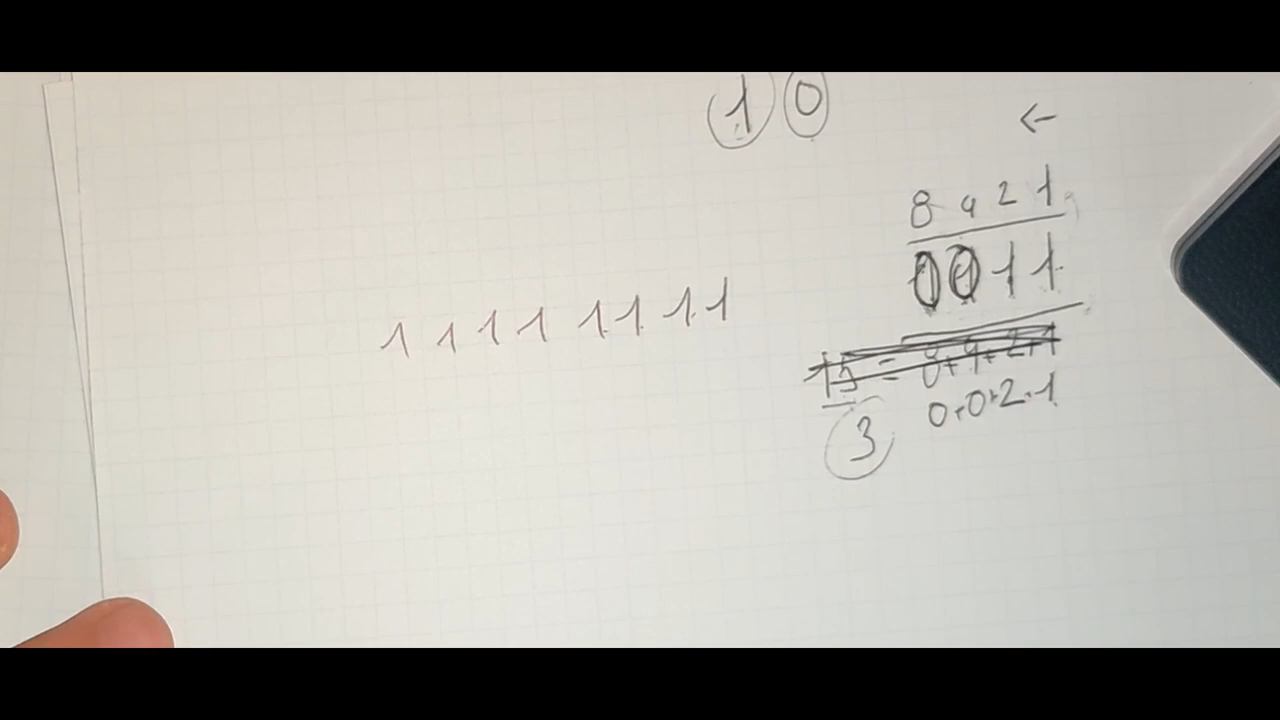 1 0
←
8 4 2 1
0 0 1 1
1 1 1 1 1 1 1 1
15 = 8+4+2+1
0+0+2+1
3